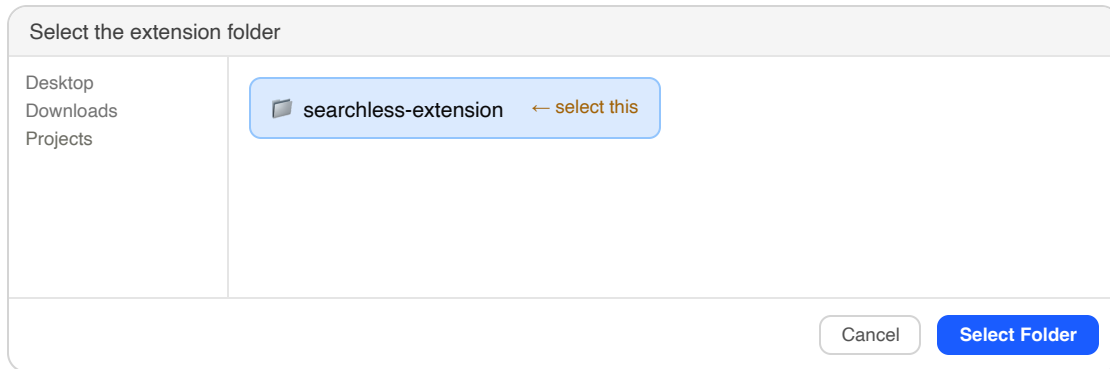 Select the extension folder
Desktop
Downloads
Projects
searchless-extension ← select this
Cancel Select Folder